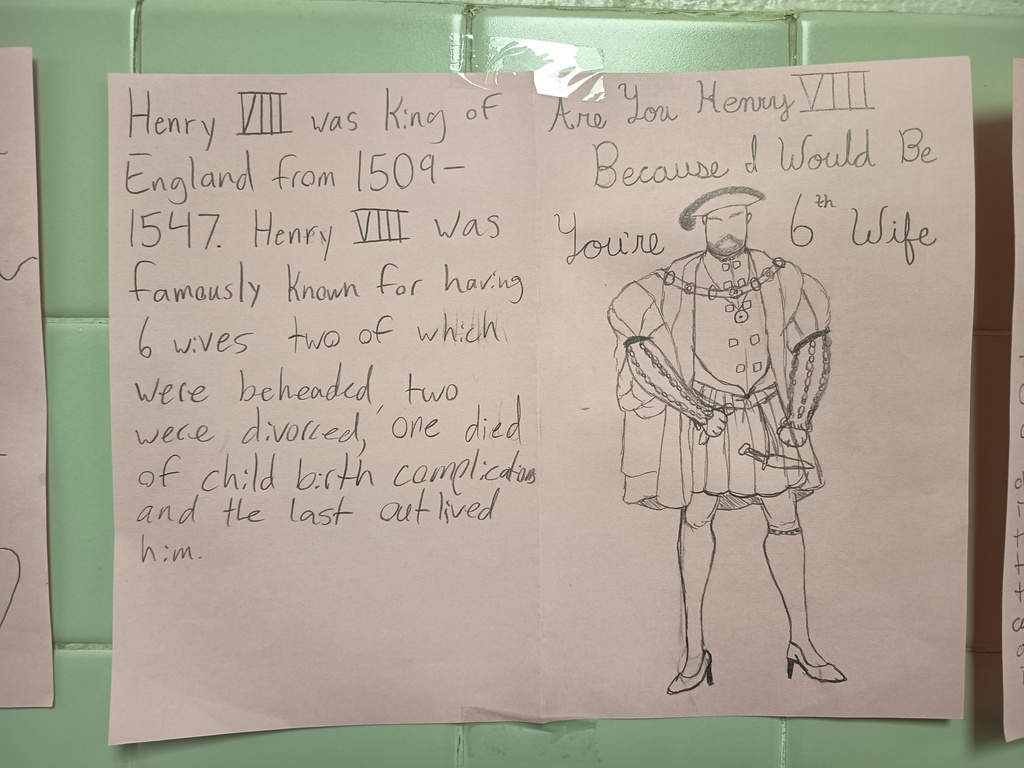 Henry VIII was King of
England from 1509-
1547. Henry VIII was
famously known for having
6 wives two of which
were beheaded, two
were divorced, one died
of child birth complications
and the last outlived
him.
Are You Henry VIII
Because I Would Be
You're 6th Wife